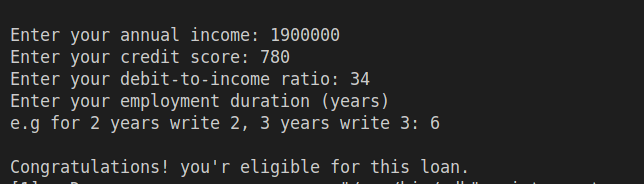 Enter your annual income: 1900000
Enter your credit score: 780
Enter your debit-to-income ratio: 34
Enter your employment duration (years)
e.g for 2 years write 2, 3 years write 3: 6
Congratulations! you'r eligible for this loan.